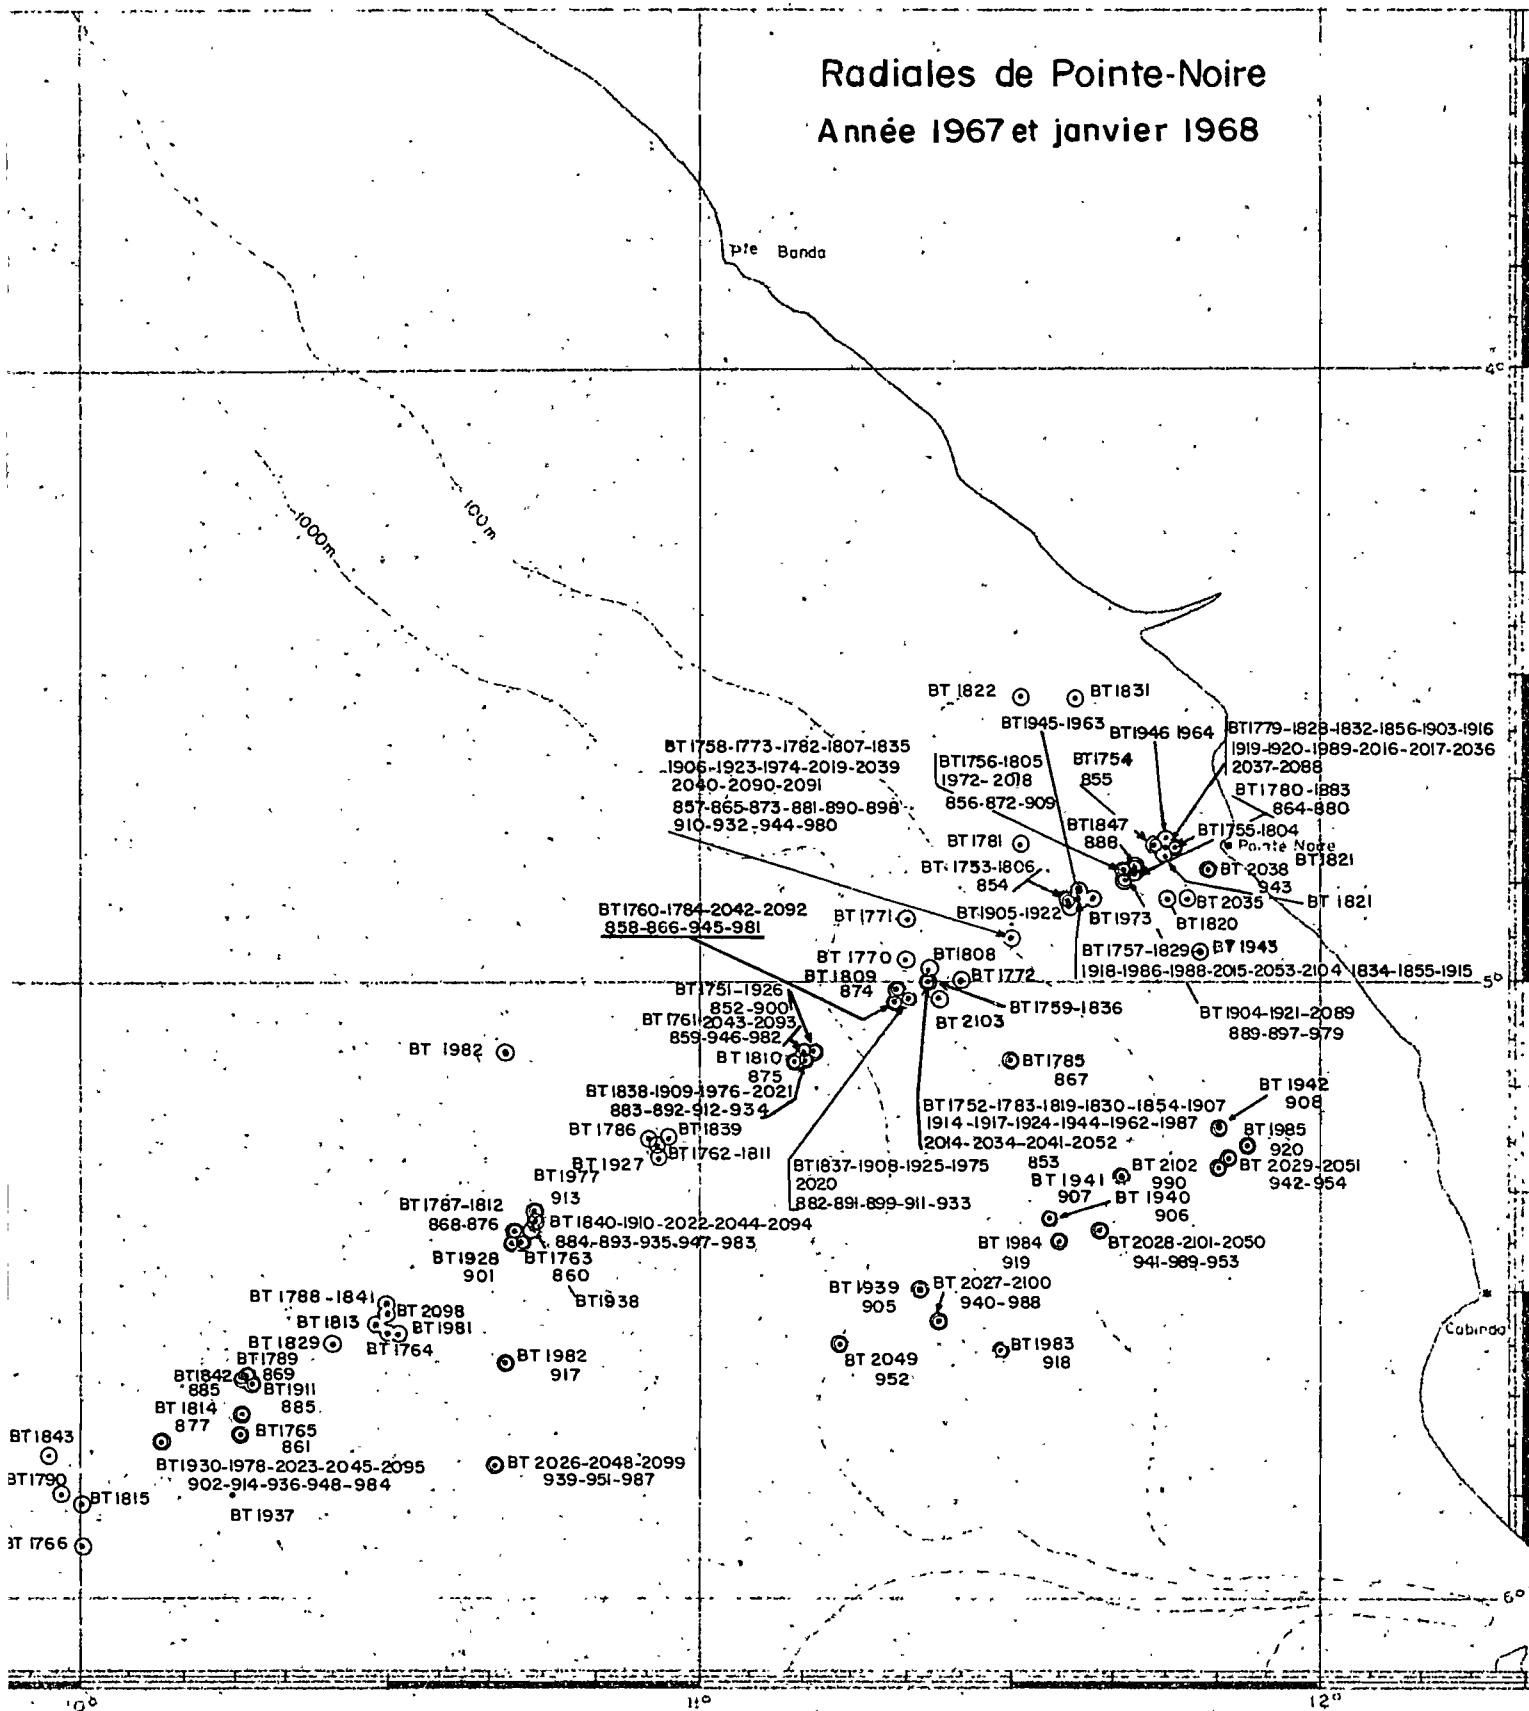 Radiales de Pointe-Noire
Année 1967 et janvier 1968
pte Banda
4°
100m
1000m
BT 1822
BT 1831
BT1945-1963
BT1946 1964
BT1779-1828-1832-1856-1903-1916
1919-1920-1989-2016-2017-2036
2037-2088
BT1758-1773-1782-1807-1835
1906-1923-1974-2019-2039
2040-2090-2091
857-865-873-881-890-898
910-932-944-980
BT1756-1805
1972-2018
856-872-909
BT1754
855
BT1780-1883
864-880
BT1847
888
BT1755-1804
Pointe Noire
BT1821
BT1781
BT 1753-1806
854
BT 2038
943
BT 2035
BT 1821
BT 1820
BT1905-1922
BT1973
BT1760-1784-2042-2092
858-866-945-981
BT1771
BT1757-1829
BT 1943
1918-1986-1988-2015-2053-2104-1834-1855-1915
BT 1770
BT1808
BT1772
5°
BT1809
874
BT1751-1926
852-900
BT1759-1836
BT 2103
BT1904-1921-2089
889-897-979
BT1761-2043-2093
859-946-982
BT 1982
BT1810
875
BT1785
867
BT1838-1909-1976-2021
883-892-912-934
BT 1942
908
BT1752-1783-1819-1830-1854-1907
1914-1917-1924-1944-1962-1987
2014-2034-2041-2052
853
BT1786
BT1839
BT1762-1811
BT1927
BT 1985
920
BT 2029-2051
942-954
BT1837-1908-1925-1975
2020
882-891-899-911-933
BT 2102
990
BT 1941
907
BT1977
913
BT1787-1812
868-876
BT 1940
906
BT1840-1910-2022-2044-2094
884-893-935-947-983
BT1928
901
BT1763
860
BT1938
BT 1984
919
BT2028-2101-2050
941-989-953
BT1939
905
BT 2027-2100
940-988
BT 1788-1841
BT 2098
BT1813
BT1981
BT1764
BT1829
Cabinda
BT1983
918
BT 2049
952
BT1982
917
BT1789
869
BT1842
885
BT1911
885
BT 1814
877
BT1765
861
BT1843
BT1930-1978-2023-2045-2095
902-914-936-948-984
BT 2026-2048-2099
939-951-987
BT1790
BT1815
BT1937
BT 1766
6°
10°
11°
12°